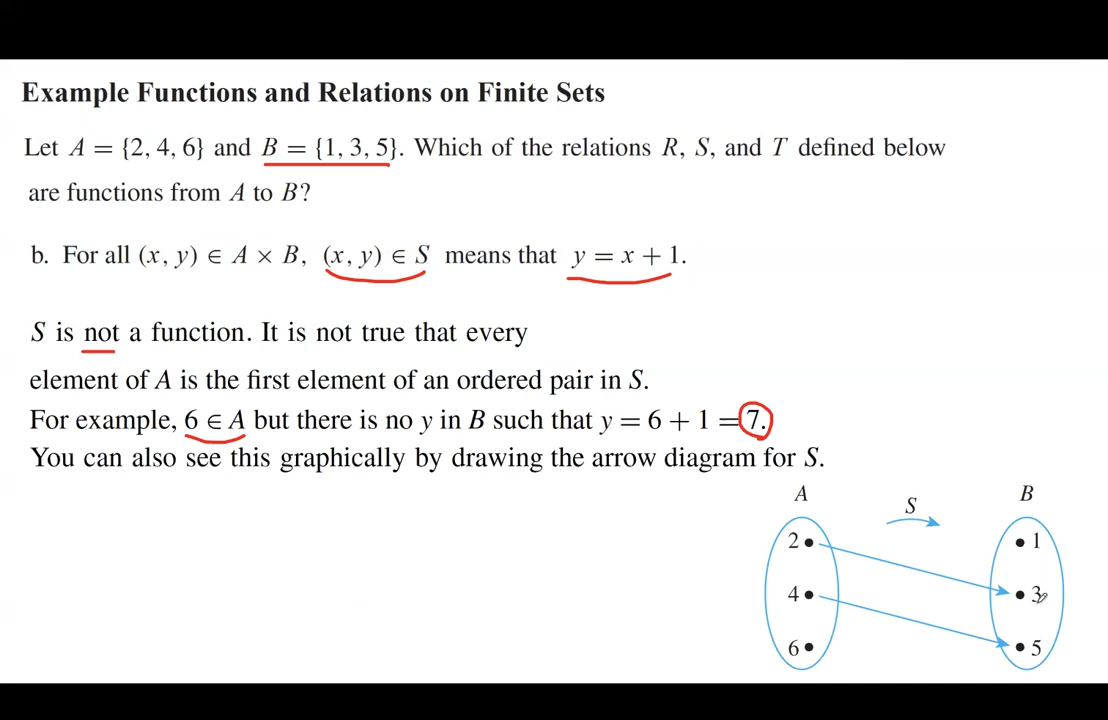 Example Functions and Relations on Finite Sets
Let A = {2, 4, 6} and B = {1, 3, 5}. Which of the relations R, S, and T defined below
are functions from A to B?
b. For all (x, y) ∈ A × B, (x, y) ∈ S means that y = x + 1.
S is not a function. It is not true that every
element of A is the first element of an ordered pair in S.
For example, 6 ∈ A but there is no y in B such that y = 6 + 1 = 7.
You can also see this graphically by drawing the arrow diagram for S.
A S B
2 1
4 3
6 5